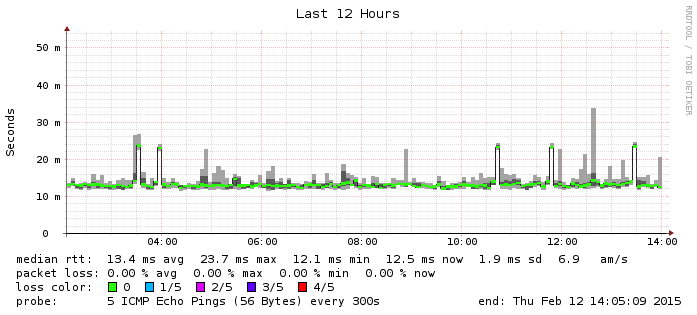 Last 12 Hours
RRDTOOL / TOBI OETIKER
Seconds
50 m
40 m
30 m
20 m
10 m
0
04:00 06:00 08:00 10:00 12:00 14:00
median rtt: 13.4 ms avg 23.7 ms max 12.1 ms min 12.5 ms now 1.9 ms sd 6.9 am/s
packet loss: 0.00 % avg 0.00 % max 0.00 % min 0.00 % now
loss color: 0 1/5 2/5 3/5 4/5
probe: 5 ICMP Echo Pings (56 Bytes) every 300s end: Thu Feb 12 14:05:09 2015